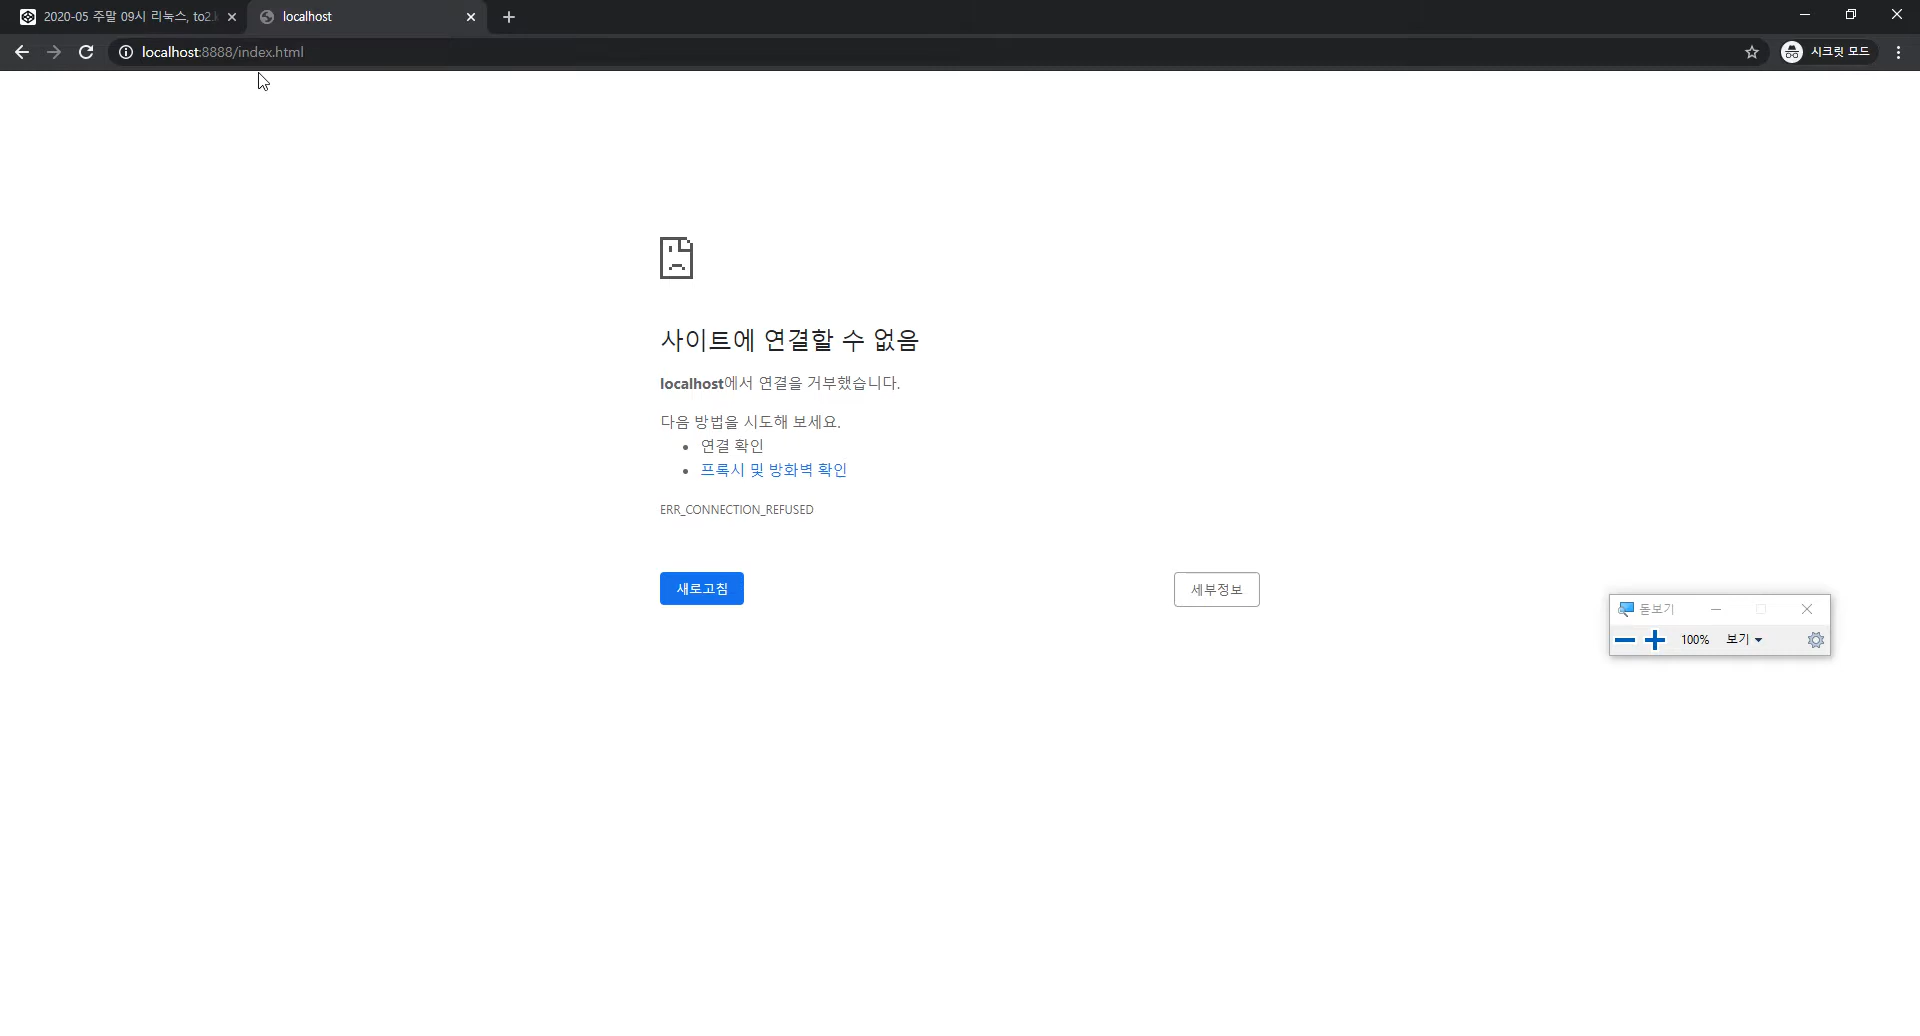 2020-05 주말 09시 리눅스, to2.
localhost
localhost:8888/index.html
시크릿 모드
사이트에 연결할 수 없음
localhost에서 연결을 거부했습니다.
다음 방법을 시도해 보세요.
• 연결 확인
• 프록시 및 방화벽 확인
ERR_CONNECTION_REFUSED
새로고침
세부정보
돋보기
100%
보기